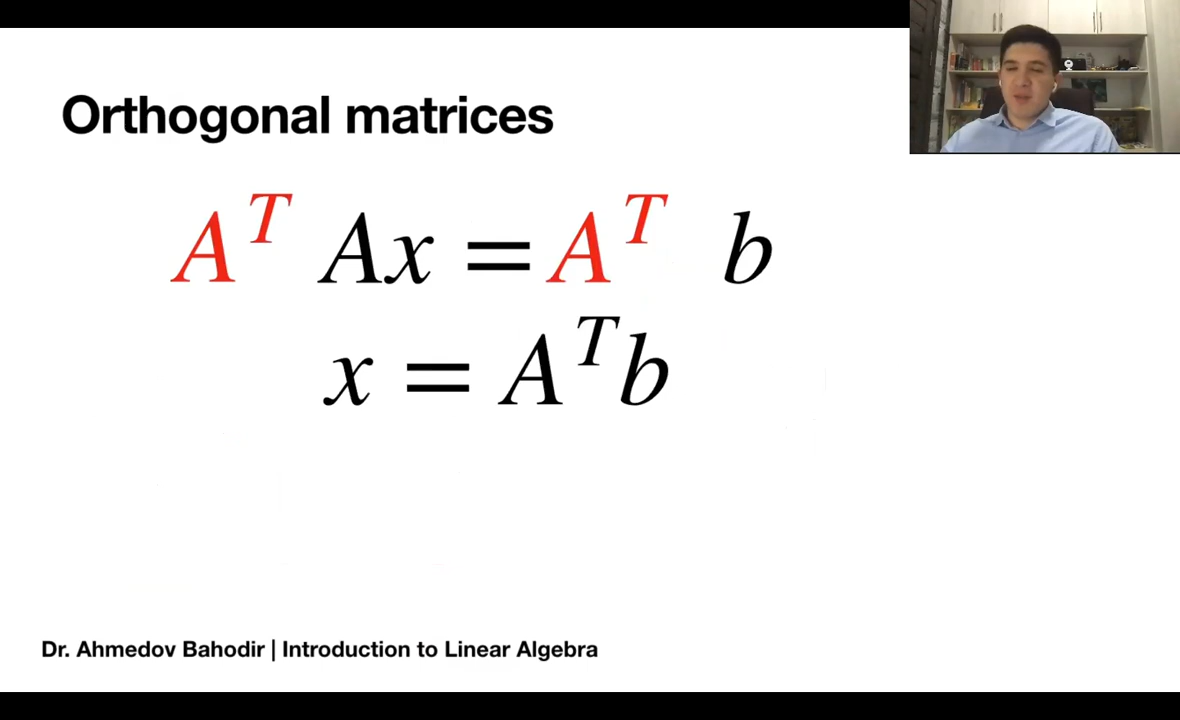 Orthogonal matrices
A^T Ax = A^T b
x = A^T b
Dr. Ahmedov Bahodir | Introduction to Linear Algebra